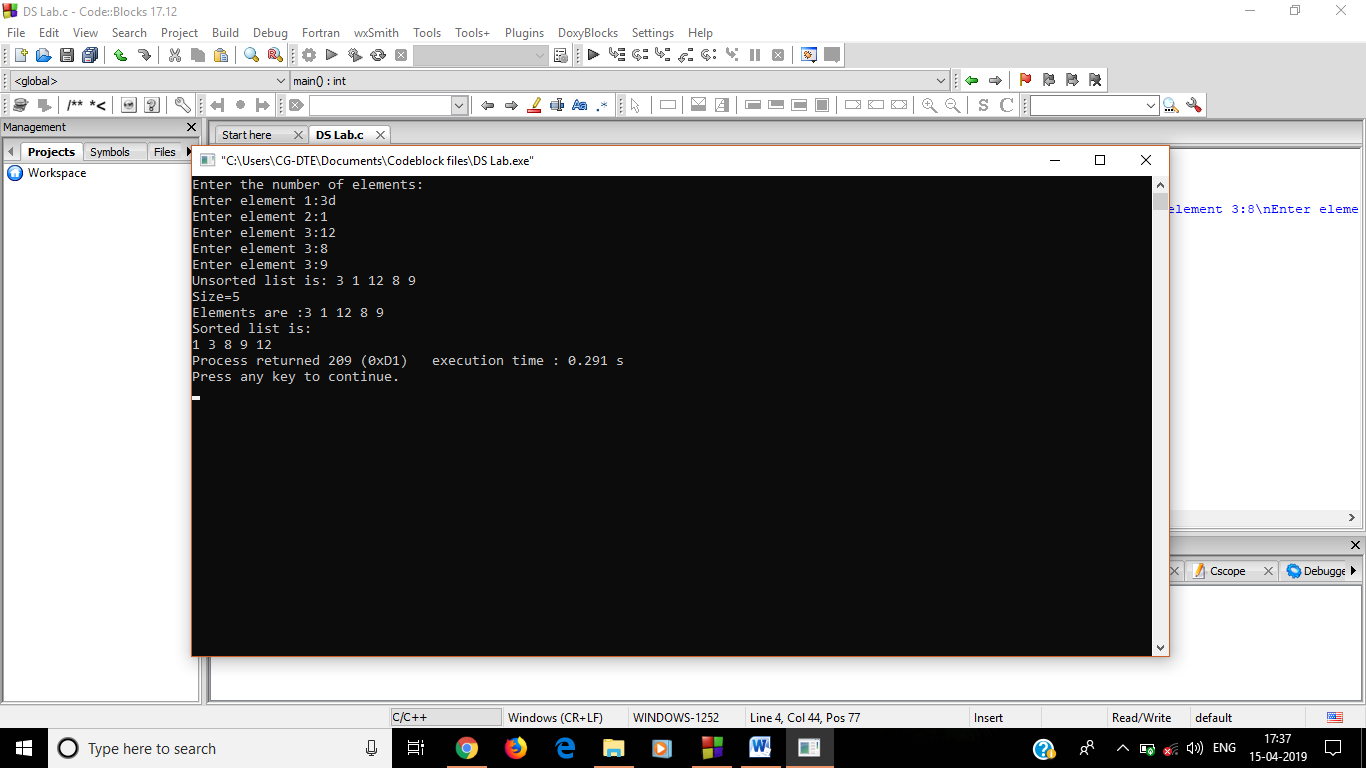 DS Lab.c - Code::Blocks 17.12
File Edit View Search Project Build Debug Fortran wxSmith Tools Tools+ Plugins DoxyBlocks Settings Help
<global> main() : int
/** *<
Aa .*
S C
Management
Projects Symbols Files
Workspace
Start here DS Lab.c
"C:\Users\CG-DTE\Documents\Codeblock files\DS Lab.exe"
Enter the number of elements:
Enter element 1:3d
Enter element 2:1
Enter element 3:12
Enter element 3:8
Enter element 3:9
Unsorted list is: 3 1 12 8 9
Size=5
Elements are :3 1 12 8 9
Sorted list is:
1 3 8 9 12
Process returned 209 (0xD1) execution time : 0.291 s
Press any key to continue.
element 3:8\nEnter eleme
Cscope Debugge
C/C++ Windows (CR+LF) WINDOWS-1252 Line 4, Col 44, Pos 77 Insert Read/Write default
Type here to search
ENG
17:37
15-04-2019